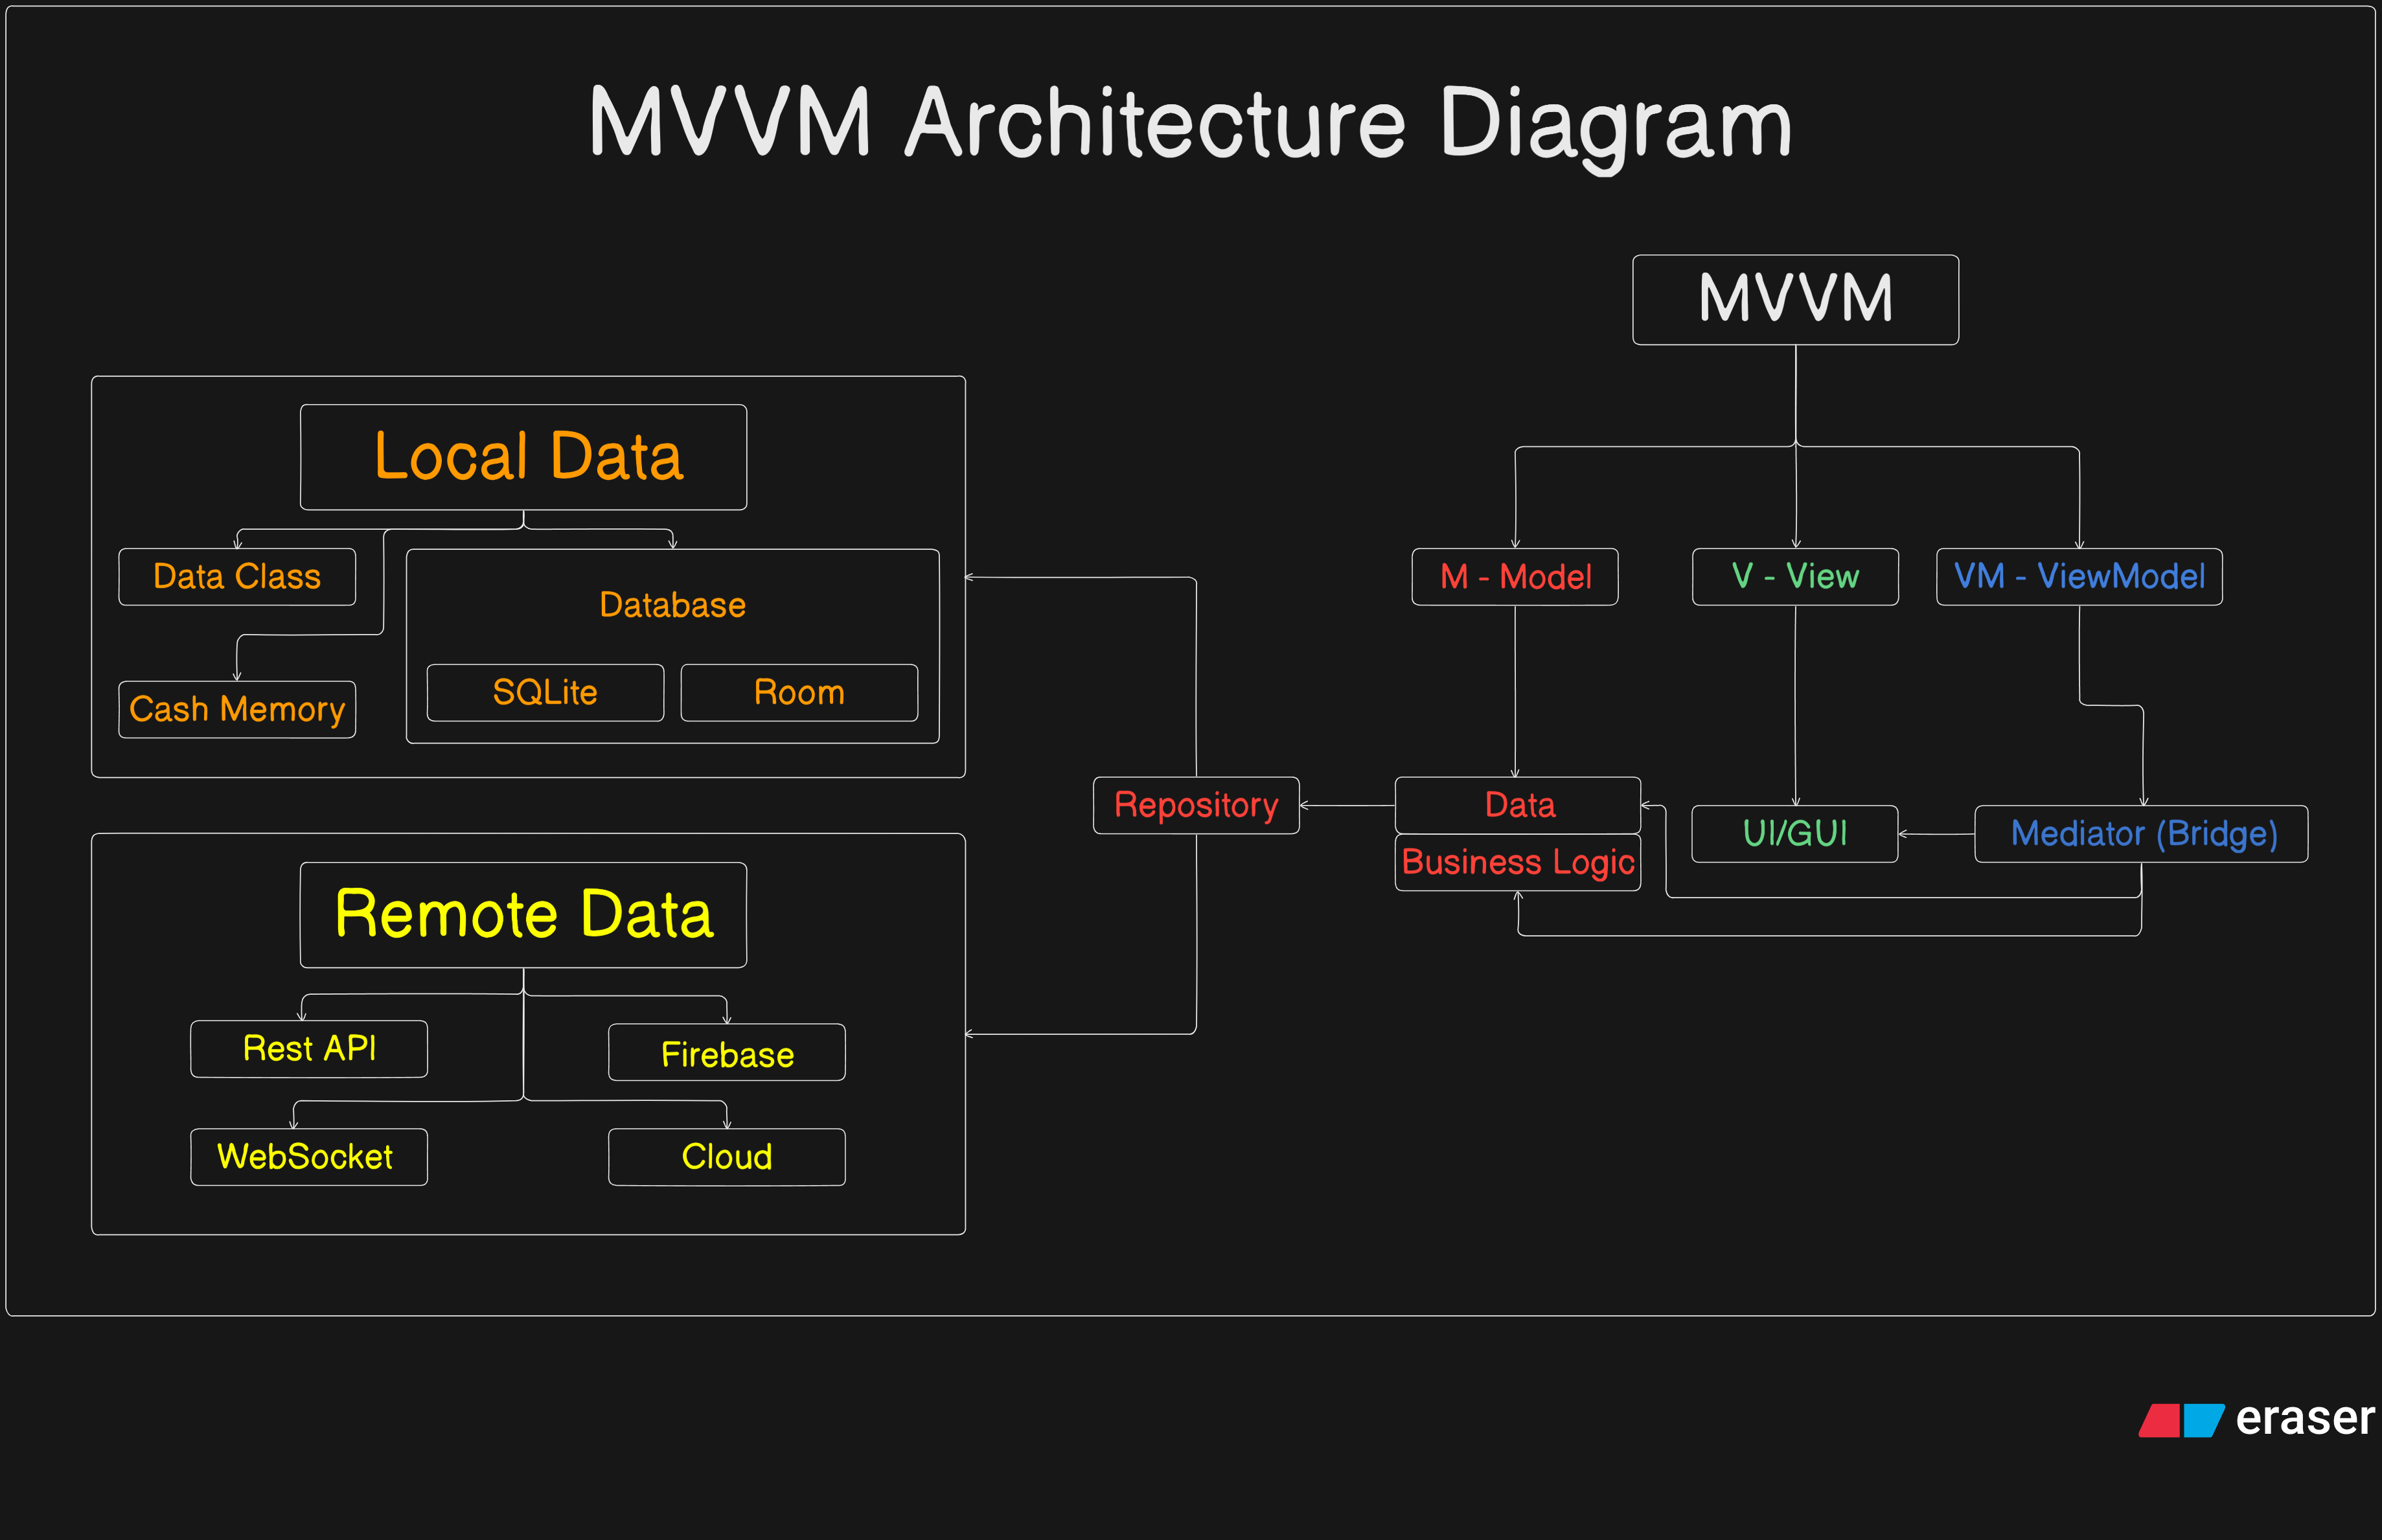 MVVM Architecture Diagram
MVVM
Local Data
Data Class
Database
Cash Memory
SQLite
Room
M - Model
V - View
VM - ViewModel
Repository
Data
Business Logic
UI/GUI
Mediator (Bridge)
Remote Data
Rest API
Firebase
WebSocket
Cloud
eraser